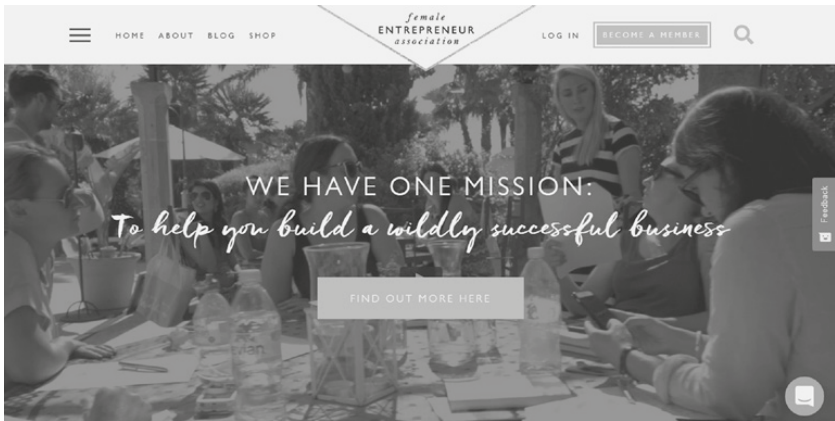 female
ENTREPRENEUR
association
HOME ABOUT BLOG SHOP
LOG IN BECOME A MEMBER
WE HAVE ONE MISSION:
To help you build a wildly successful business
FIND OUT MORE HERE
Feedback